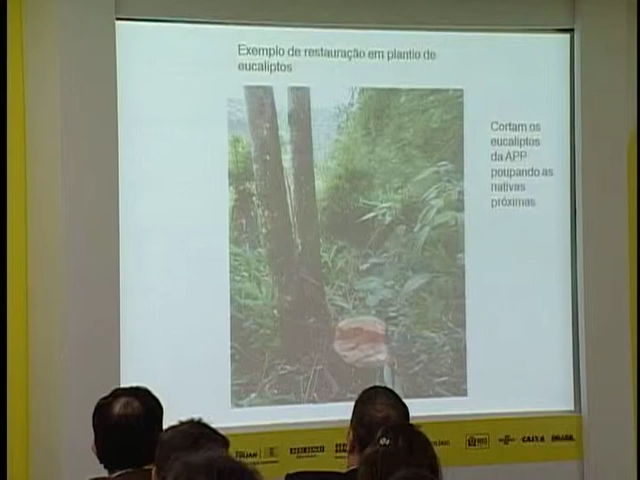 Exemplo de restauração em plantio de
eucaliptos
Cortam os
eucaliptos
da APP
poupando as
nativas
próximas
CAIXA BRASIL